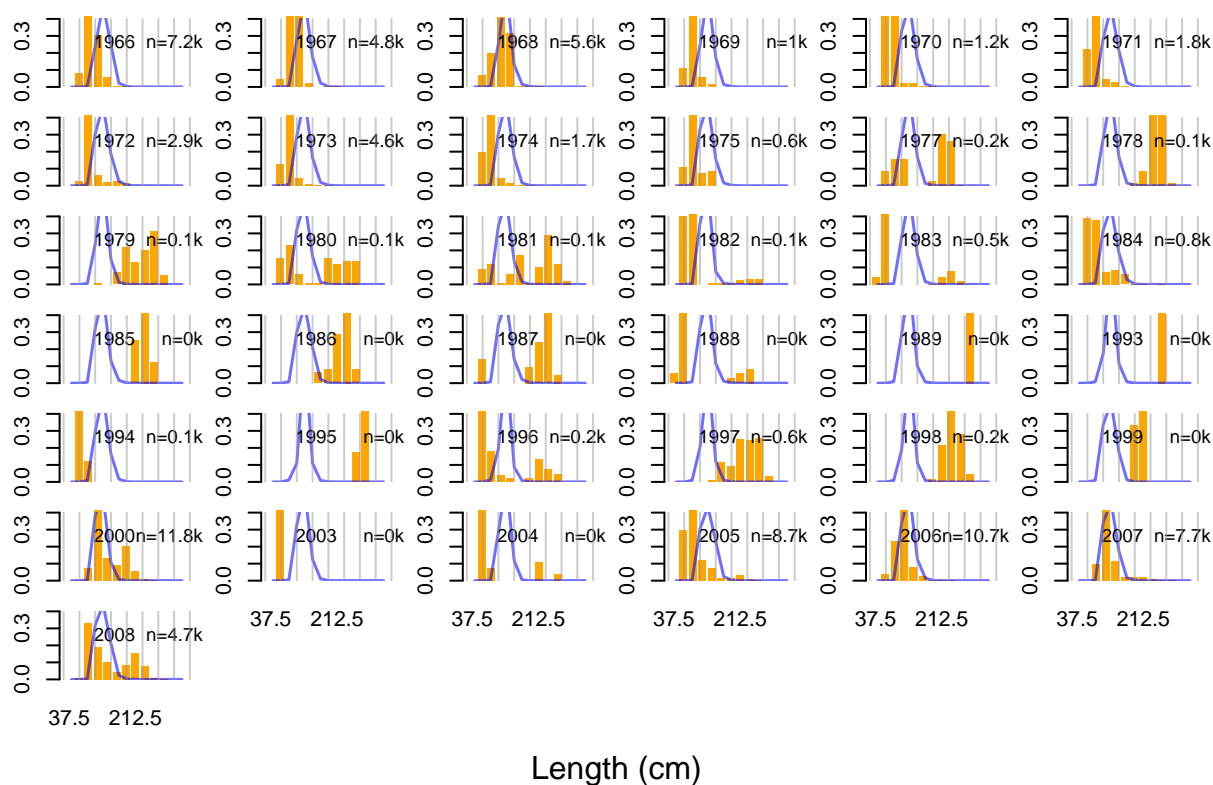 0.0 0.3 1966 n=7.2k
0.0 0.3 1967 n=4.8k
0.0 0.3 1968 n=5.6k
0.0 0.3 1969 n=1k
0.0 0.3 1970 n=1.2k
0.0 0.3 1971 n=1.8k
0.0 0.3 1972 n=2.9k
0.0 0.3 1973 n=4.6k
0.0 0.3 1974 n=1.7k
0.0 0.3 1975 n=0.6k
0.0 0.3 1977 n=0.2k
0.0 0.3 1978 n=0.1k
0.0 0.3 1979 n=0.1k
0.0 0.3 1980 n=0.1k
0.0 0.3 1981 n=0.1k
0.0 0.3 1982 n=0.1k
0.0 0.3 1983 n=0.5k
0.0 0.3 1984 n=0.8k
0.0 0.3 1985 n=0k
0.0 0.3 1986 n=0k
0.0 0.3 1987 n=0k
0.0 0.3 1988 n=0k
0.0 0.3 1989 n=0k
0.0 0.3 1993 n=0k
0.0 0.3 1994 n=0.1k
0.0 0.3 1995 n=0k
0.0 0.3 1996 n=0.2k
0.0 0.3 1997 n=0.6k
0.0 0.3 1998 n=0.2k
0.0 0.3 1999 n=0k
0.0 0.3 2000 n=11.8k
0.0 0.3 2003 n=0k
0.0 0.3 2004 n=0k
0.0 0.3 2005 n=8.7k
0.0 0.3 2006 n=10.7k
0.0 0.3 2007 n=7.7k
37.5 212.5
37.5 212.5
37.5 212.5
37.5 212.5
37.5 212.5
0.0 0.3 2008 n=4.7k
37.5 212.5
Length (cm)